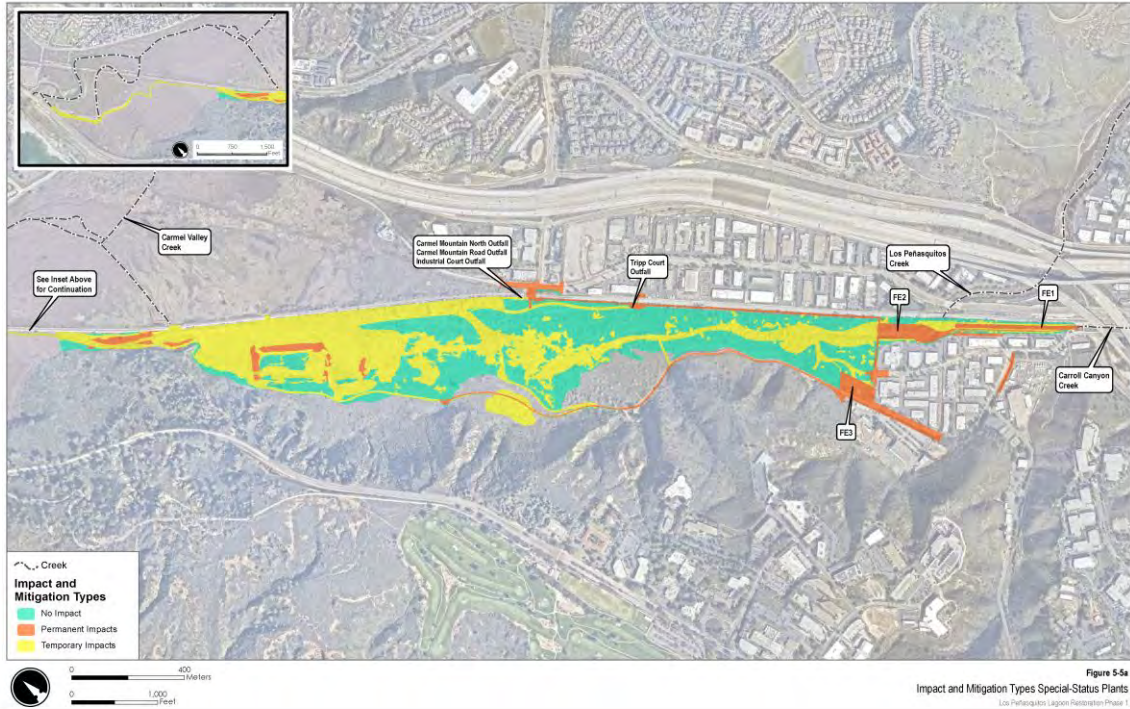 0 750 1,500
Feet
Carmel Valley
Creek
See Inset Above
for Continuation
Carmel Mountain North Outfall
Carmel Mountain Road Outfall
Industrial Court Outfall
Tripp Court
Outfall
Los Peñasquitos
Creek
FE2
FE1
FE3
Carroll Canyon
Creek
Creek
Impact and
Mitigation Types
No Impact
Permanent Impacts
Temporary Impacts
0 400
Meters
0 1,000
Feet
Figure 5-5a
Impact and Mitigation Types Special-Status Plants
Los Peñasquitos Lagoon Restoration Phase 1